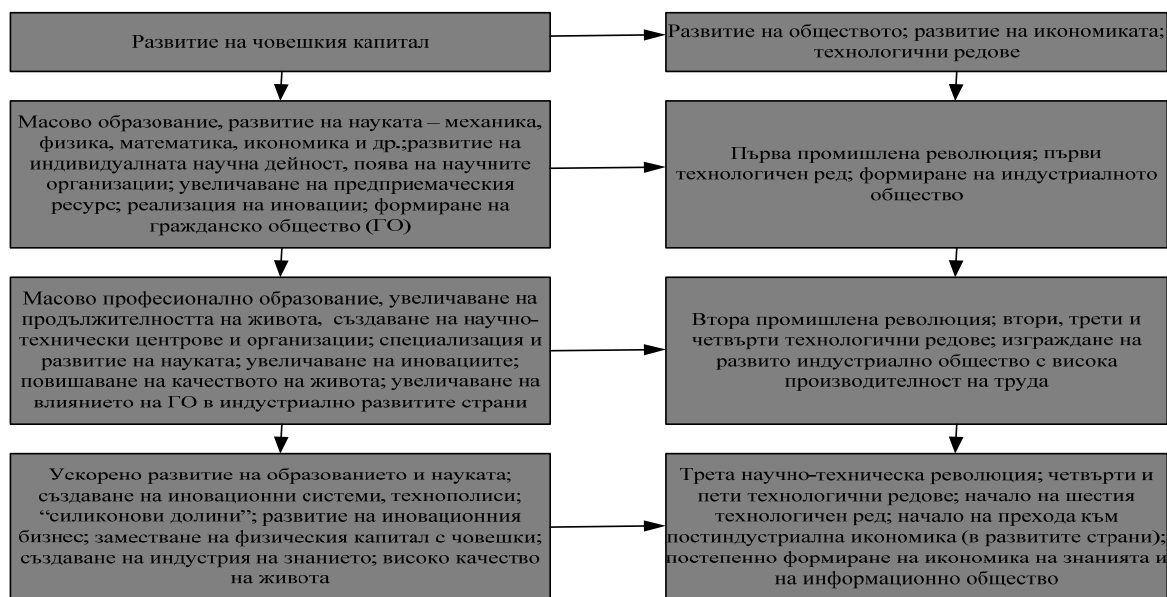 Развитие на човешкия капитал
Развитие на обществото; развитие на икономиката;
технологични редове
Масово образование, развитие на науката – механика,
физика, математика, икономика и др.;развитие на
индивидуалната научна дейност, поява на научните
организации; увеличаване на предприемаческия
ресурс; реализация на иновации; формиране на
гражданско общество (ГО)
Първа промишлена революция; първи
технологичен ред; формиране на индустриалното
общество
Масово професионално образование, увеличаване на
продължителността на живота, създаване на научно-
технически центрове и организации; специализация и
развитие на науката; увеличаване на иновациите;
повишаване на качеството на живота; увеличаване на
влиянието на ГО в индустриално развитите страни
Втора промишлена революция; втори, трети и
четвърти технологични редове; изграждане на
развито индустриално общество с висока
производителност на труда
Ускорено развитие на образованието и науката;
създаване на иновационни системи, технополиси;
“силиконови долини”; развитие на иновационния
бизнес; заместване на физическия капитал с човешки;
създаване на индустрия на знанието; високо качество
на живота
Трета научно-техническа революция; четвърти и
пети технологични редове; начало на шестия
технологичен ред; начало на прехода към
постиндустриална икономика (в развитите страни);
постепенно формиране на икономика на знанията и
на информационно общество